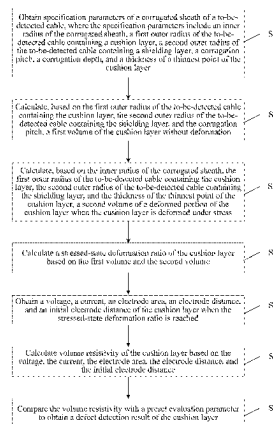 Obtain specification parameters of a corrugated sheath of a to-be-
detected cable, where the specification parameters include an inner
radius of the corrugated sheath, a first outer radius of the to-be-
detected cable containing a cushion layer, a second outer radius of
the to-be-detected cable containing a shielding layer, a corrugation
pitch, a corrugation depth, and a thickness of a thinnest point of the
cushion layer
S
Calculate, based on the first outer radius of the to-be-detected cable
containing the cushion layer, the second outer radius of the to-be-
detected cable containing the shielding layer, and the corrugation
pitch, a first volume of the cushion layer without deformation
S
Calculate, based on the inner radius of the corrugated sheath, the
first outer radius of the to-be-detected cable containing the cushion
layer, the second outer radius of the to-be-detected cable containing
the shielding layer, and the thickness of the thinnest point of the
cushion layer, a second volume of a deformed portion of the
cushion layer when the cushion layer is deformed under stress
S
Calculate a stressed-state deformation ratio of the cushion layer
based on the first volume and the second volume
S
Obtain a voltage, a current, an electrode area, an electrode distance,
and an initial electrode distance of the cushion layer when the
stressed-state deformation ratio is reached
S
Calculate volume resistivity of the cushion layer based on the
voltage, the current, the electrode area, the electrode distance, and
the initial electrode distance
S
Compare the volume resistivity with a preset evaluation parameter
to obtain a defect detection result of the cushion layer
S